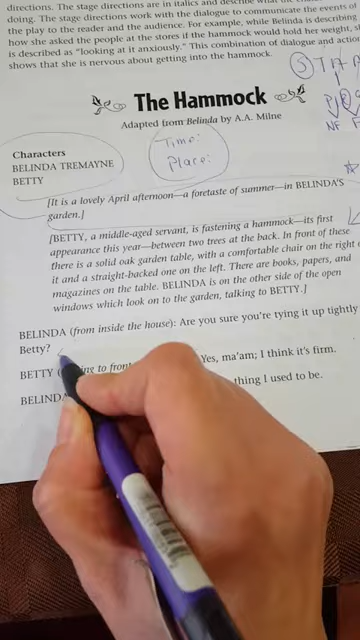 directions. The stage directions are in italics and describe what the
doing. The stage directions work with the dialogue to communicate the events of
the play to the reader and the audience. For example, while Belinda is describing
how she asked the people at the stores if the hammock would hold her weight, s
is described as "looking at it anxiously." This combination of dialogue and action
shows that she is nervous about getting into the hammock.
The Hammock
Adapted from Belinda by A.A. Milne
Time:
Place:
Characters
BELINDA TREMAYNE
BETTY
[It is a lovely April afternoon—a foretaste of summer—in BELINDA'S
garden.]
[BETTY, a middle-aged servant, is fastening a hammock—its first
appearance this year—between two trees at the back. In front of these
there is a solid oak garden table, with a comfortable chair on the right o
it and a straight-backed one on the left. There are books, papers, and
magazines on the table. BELINDA is on the other side of the open
windows which look on to the garden, talking to BETTY.]
BELINDA (from inside the house): Are you sure you're tying it up tightly
Betty?
BETTY to front Yes, ma'am; I think it's firm.
BELINDA thing I used to be.